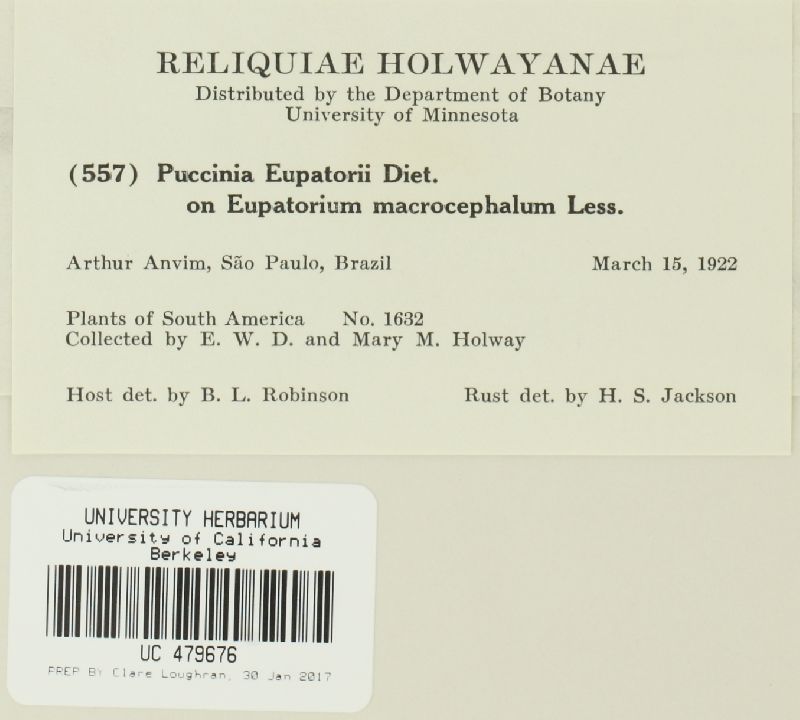 RELIQUIAE HOLWAYANAE
Distributed by the Department of Botany
University of Minnesota
(557) Puccinia Eupatorii Diet.
on Eupatorium macrocephalum Less.
Arthur Anvim, São Paulo, Brazil March 15, 1922
Plants of South America No. 1632
Collected by E. W. D. and Mary M. Holway
Host det. by B. L. Robinson Rust det. by H. S. Jackson
UNIVERSITY HERBARIUM
University of California
Berkeley
UC 479676
PREP BY Clare Loughran, 30 Jan 2017